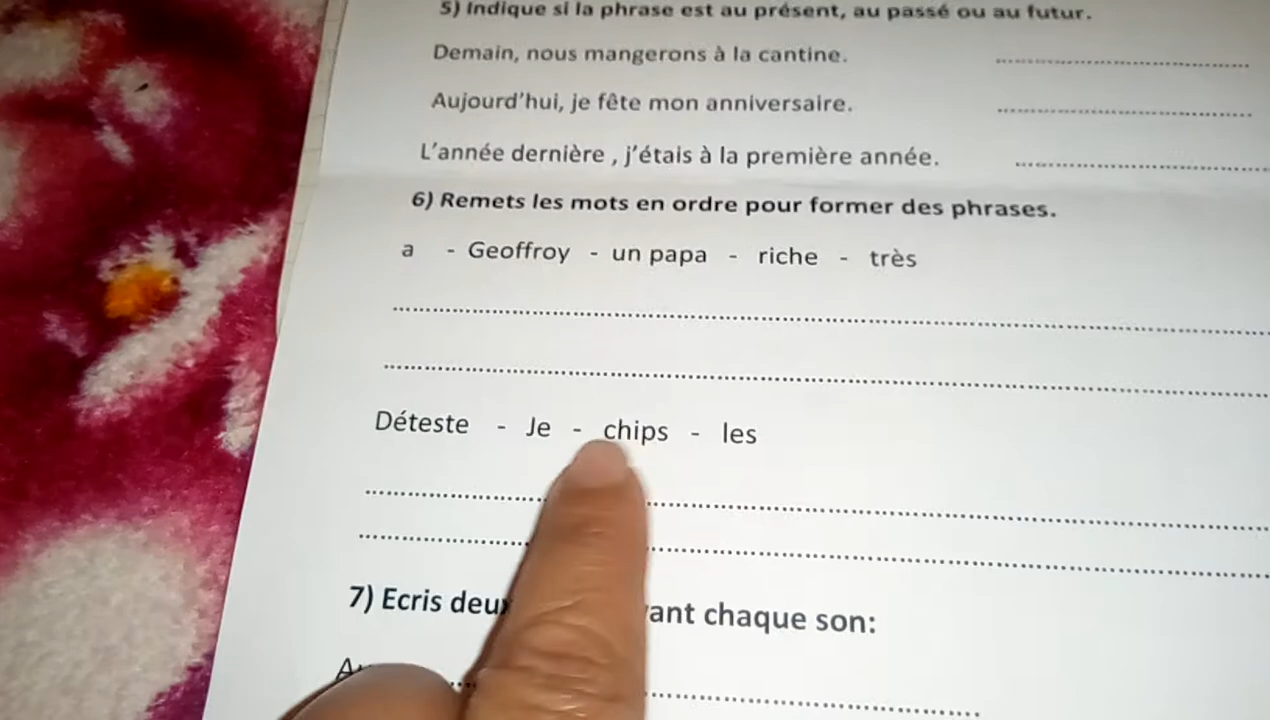 5) Indique si la phrase est au présent, au passé ou au futur.
Demain, nous mangerons à la cantine. ........................................
Aujourd'hui, je fête mon anniversaire. ........................................
L'année dernière , j'étais à la première année. ........................................
6) Remets les mots en ordre pour former des phrases.
a - Geoffroy - un papa - riche - très
Déteste - Je - chips - les
7) Ecris deux ant chaque son: